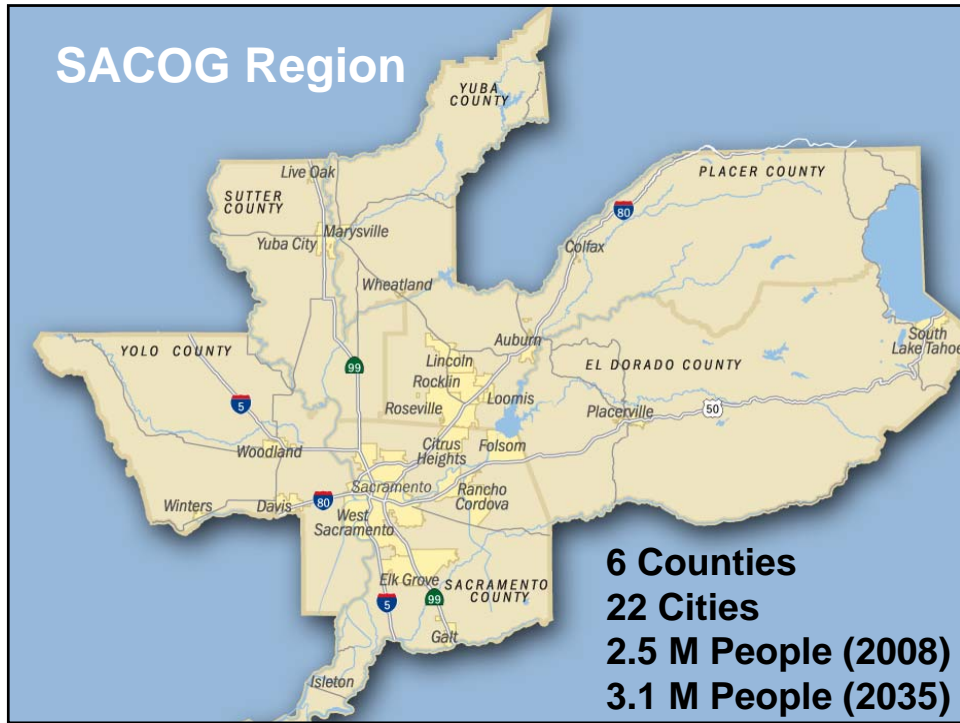 SACOG Region
YUBA
COUNTY
Live Oak
SUTTER
COUNTY
PLACER COUNTY
80
Marysville
Yuba City
Colfax
Wheatland
Auburn
South
Lake Tahoe
YOLO COUNTY
99
Lincoln
EL DORADO COUNTY
Rocklin
Loomis
5
Roseville
Placerville
50
Woodland
Citrus
Heights
Folsom
Sacramento
Rancho
Cordova
Winters
Davis
80
West
Sacramento
Elk Grove
SACRAMENTO
COUNTY
5
99
Galt
Isleton
6 Counties
22 Cities
2.5 M People (2008)
3.1 M People (2035)